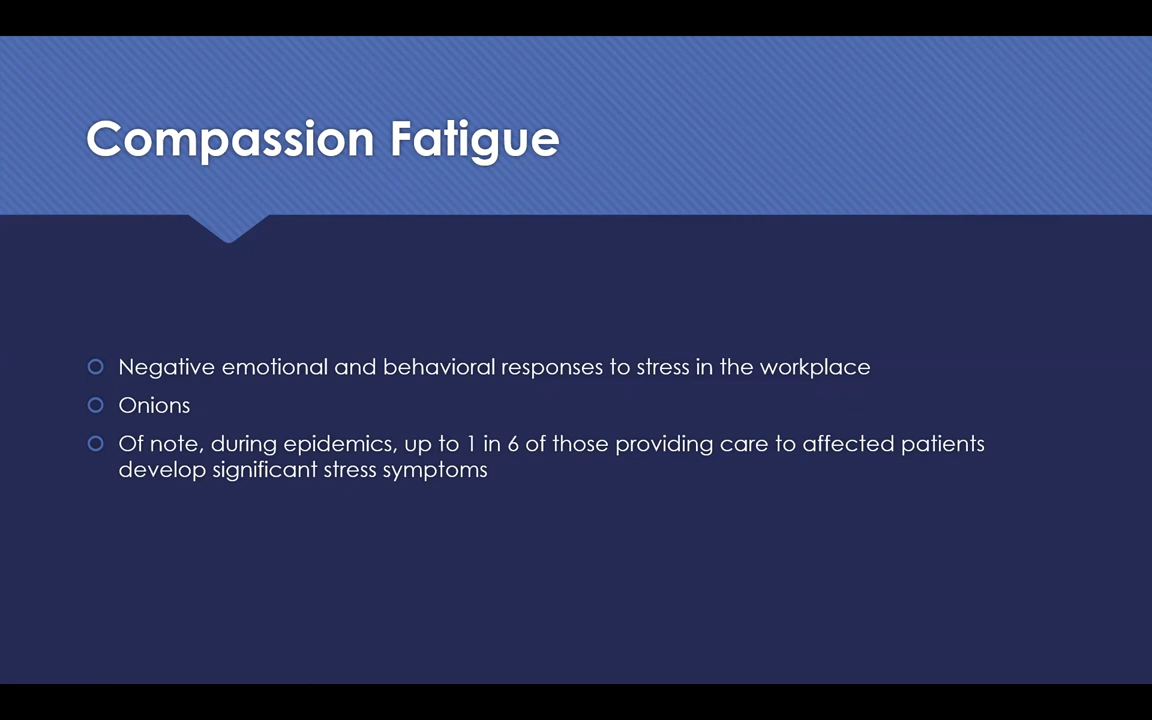 Compassion Fatigue
Negative emotional and behavioral responses to stress in the workplace
Onions
Of note, during epidemics, up to 1 in 6 of those providing care to affected patients
develop significant stress symptoms